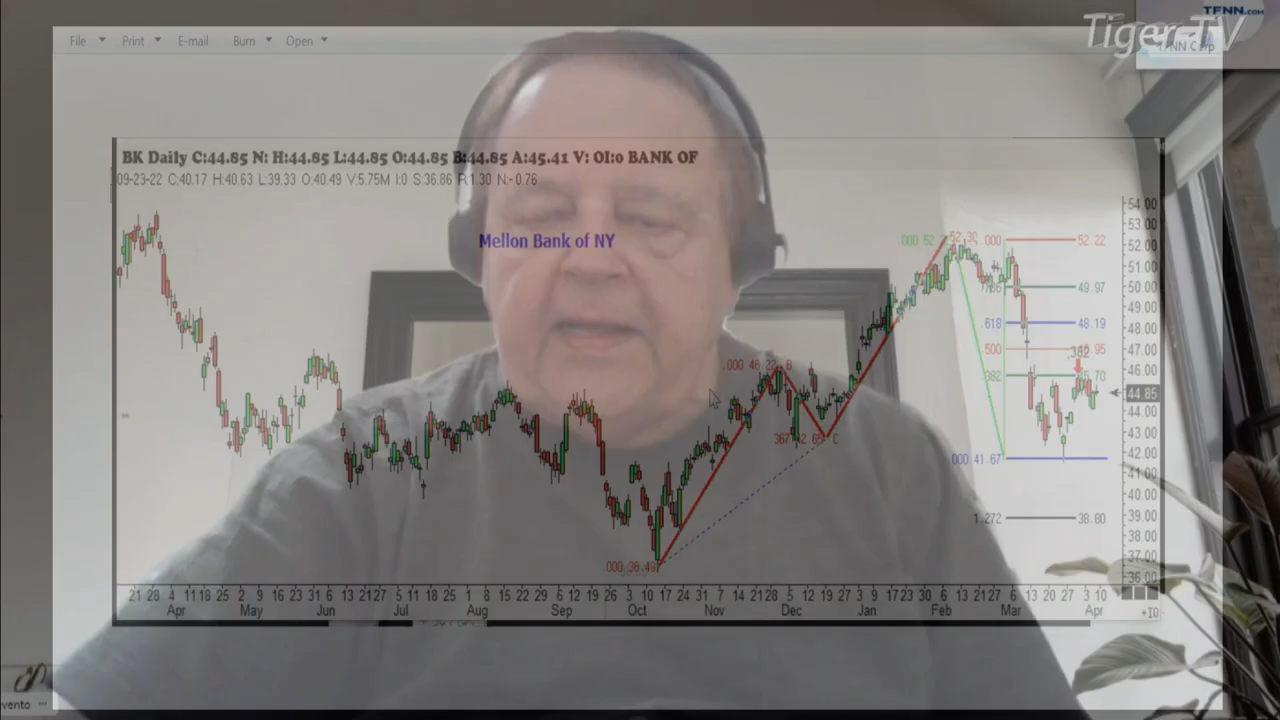 TFNN.COM
Tiger TV
TFNN Corp
File Print E-mail Burn Open
BK Daily C:44.85 N: H:44.85 L:44.85 O:44.85 B:44.85 A:45.41 V: OI:0 BANK OF
09-23-22 C:40.17 H:40.63 L:39.33 O:40.49 V:5.75M I:0 S:36.86 R:1.30 N:-0.76
Mellon Bank of NY
54.00
53.00
52.00
51.00
50.00
49.00
48.00
47.00
46.00
44.85
44.00
43.00
42.00
41.00
40.00
39.00
38.00
37.00
36.00
.000 52.22
49.97
618 48.19
500
.382
000 41.67
1.272 38.80
.000 46.22 B
C
.000 36.49
21 28 4 11 18 25 2 9 16 23 31 6 13 21 27 5 11 18 25 1 8 15 22 29 6 12 19 26 3 10 17 24 31 7 14 21 28 5 12 19 27 3 9 17 23 30 6 13 21 27 6 13 20 27 3 10
Apr May Jun Jul Aug Sep Oct Nov Dec Jan Feb Mar Apr
+10
vento